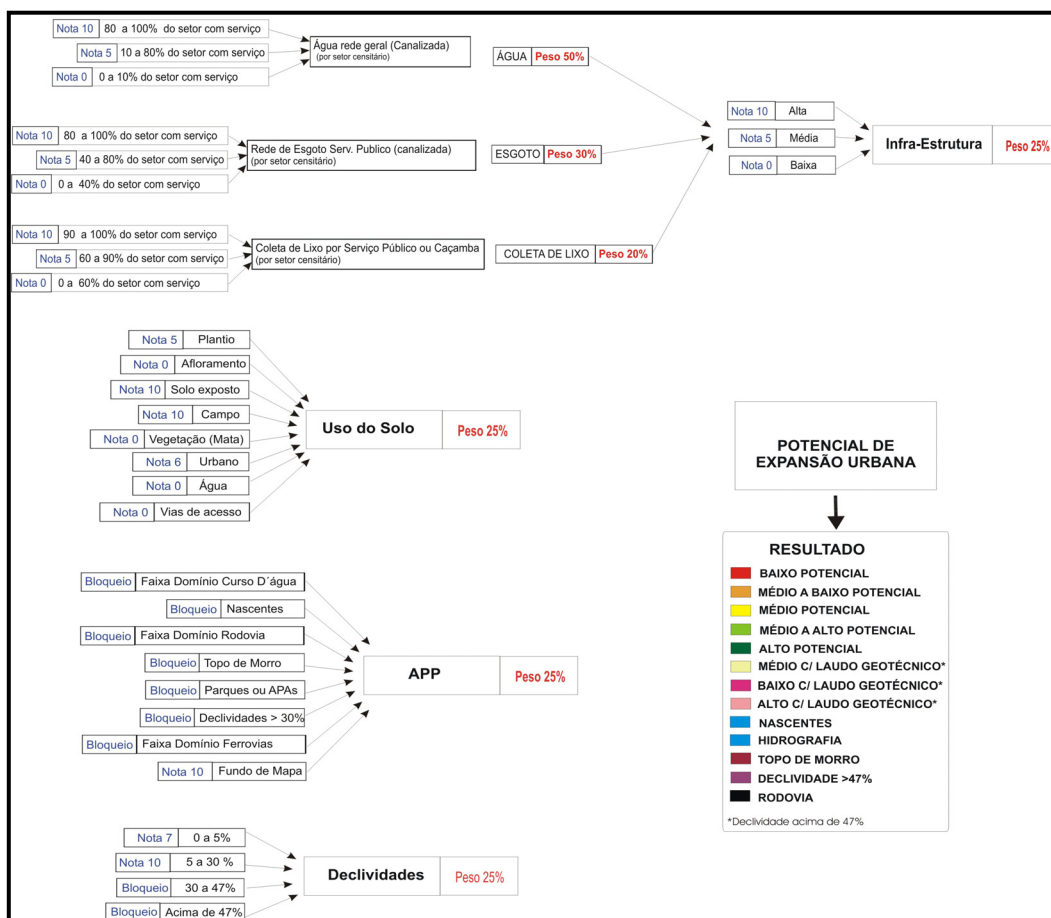 Nota 10 80 a 100% do setor com serviço
Nota 5 10 a 80% do setor com serviço
Nota 0 0 a 10% do setor com serviço
Água rede geral (Canalizada)
(por setor censitário)
ÁGUA Peso 50%
Nota 10 80 a 100% do setor com serviço
Nota 5 40 a 80% do setor com serviço
Nota 0 0 a 40% do setor com serviço
Rede de Esgoto Serv. Publico (canalizada)
(por setor censitário)
ESGOTO Peso 30%
Nota 10 90 a 100% do setor com serviço
Nota 5 60 a 90% do setor com serviço
Nota 0 0 a 60% do setor com serviço
Coleta de Lixo por Serviço Público ou Caçamba
(por setor censitário)
COLETA DE LIXO Peso 20%
Nota 10 Alta
Nota 5 Média
Nota 0 Baixa
Infra-Estrutura Peso 25%
Nota 5 Plantio
Nota 0 Afloramento
Nota 10 Solo exposto
Nota 10 Campo
Nota 0 Vegetação (Mata)
Nota 6 Urbano
Nota 0 Água
Nota 0 Vias de acesso
Uso do Solo Peso 25%
Bloqueio Faixa Domínio Curso D´água
Bloqueio Nascentes
Bloqueio Faixa Domínio Rodovia
Bloqueio Topo de Morro
Bloqueio Parques ou APAs
Bloqueio Declividades > 30%
Bloqueio Faixa Domínio Ferrovias
Nota 10 Fundo de Mapa
APP Peso 25%
Nota 7 0 a 5%
Nota 10 5 a 30 %
Bloqueio 30 a 47%
Bloqueio Acima de 47%
Declividades Peso 25%
POTENCIAL DE
EXPANSÃO URBANA
RESULTADO
BAIXO POTENCIAL
MÉDIO A BAIXO POTENCIAL
MÉDIO POTENCIAL
MÉDIO A ALTO POTENCIAL
ALTO POTENCIAL
MÉDIO C/ LAUDO GEOTÉCNICO*
BAIXO C/ LAUDO GEOTÉCNICO*
ALTO C/ LAUDO GEOTÉCNICO*
NASCENTES
HIDROGRAFIA
TOPO DE MORRO
DECLIVIDADE >47%
RODOVIA
*Declividade acima de 47%